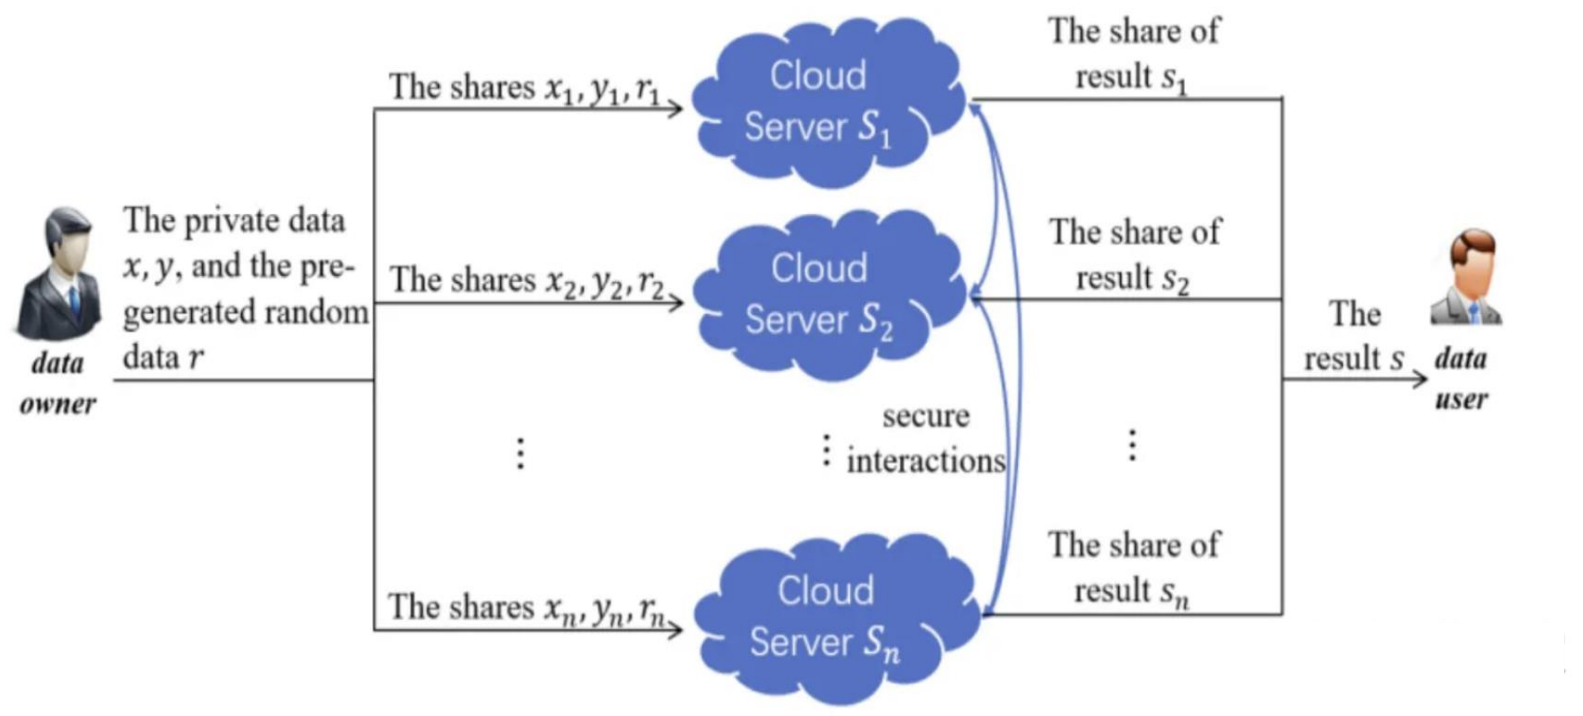 The private data
x, y, and the pre-
generated random
data r
data
owner
The shares x₁, y₁, r₁
The shares x₂, y₂, r₂
⋮
The shares xₙ, yₙ, rₙ
Cloud
Server S₁
Cloud
Server S₂
⋮
secure
interactions
Cloud
Server Sₙ
The share of
result s₁
The share of
result s₂
⋮
The share of
result sₙ
The
result s
data
user